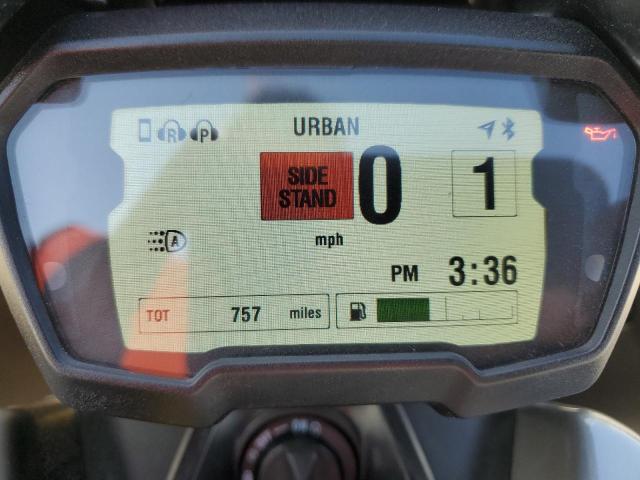 R P URBAN
SIDE
STAND
0
1
A
mph
PM 3:36
TOT 757 miles